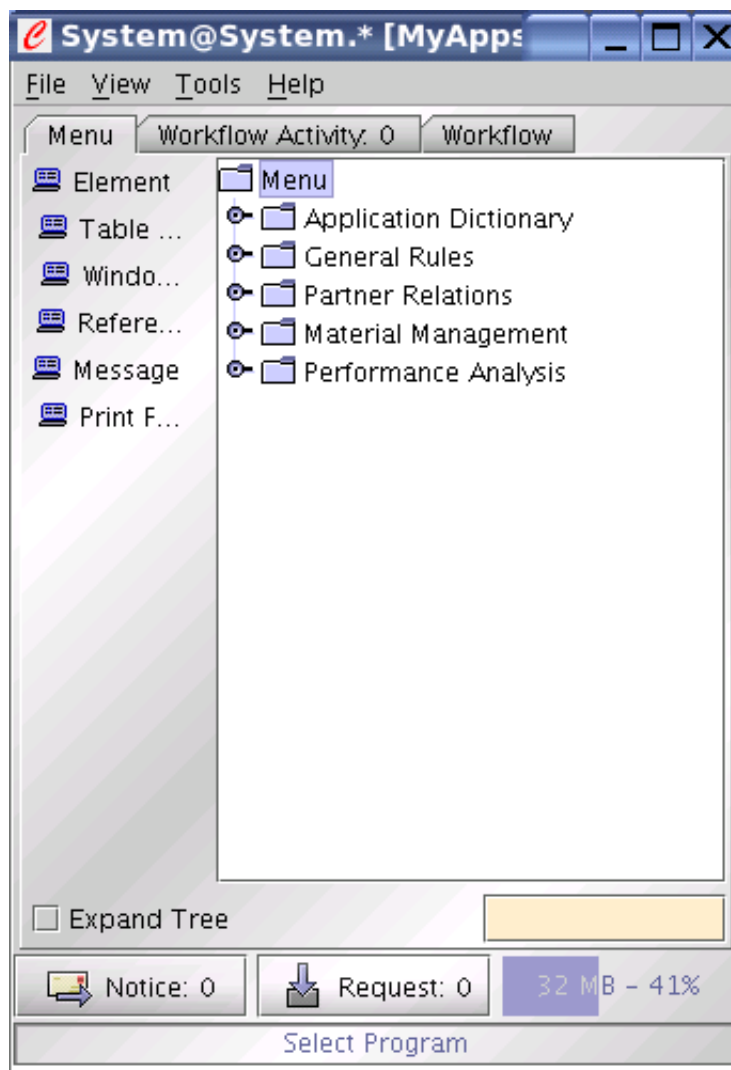 System@System.* [MyApps
File View Tools Help
Menu Workflow Activity: 0 Workflow
Element
Table ...
Windo...
Refere...
Message
Print F...
Menu
Application Dictionary
General Rules
Partner Relations
Material Management
Performance Analysis
Expand Tree
Notice: 0 Request: 0 32 MB - 41%
Select Program